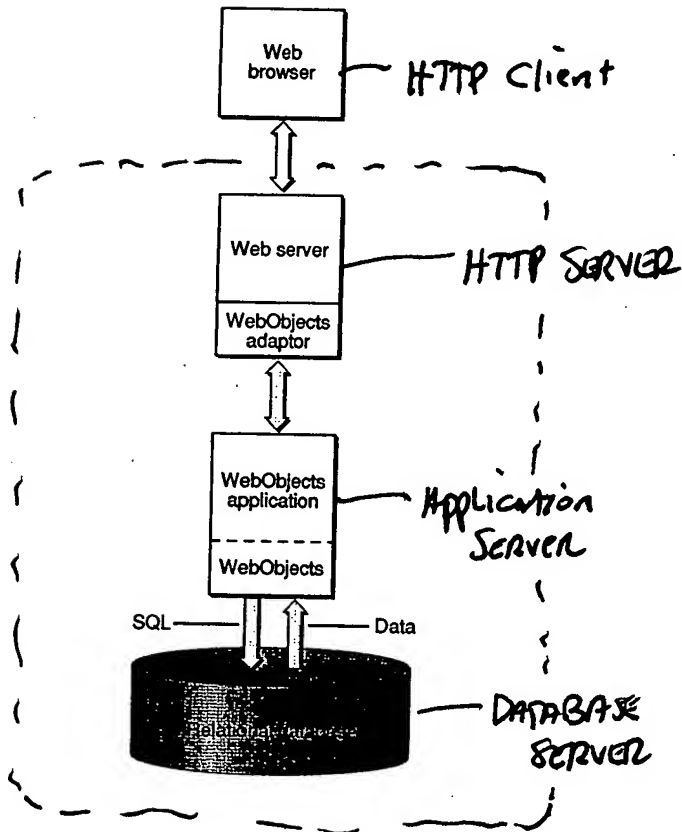 Web
browser
HTTP Client
Web server
HTTP SERVER
WebObjects
adaptor
WebObjects
application
Application
SERVER
WebObjects
SQL
Data
DATABASE
SERVER